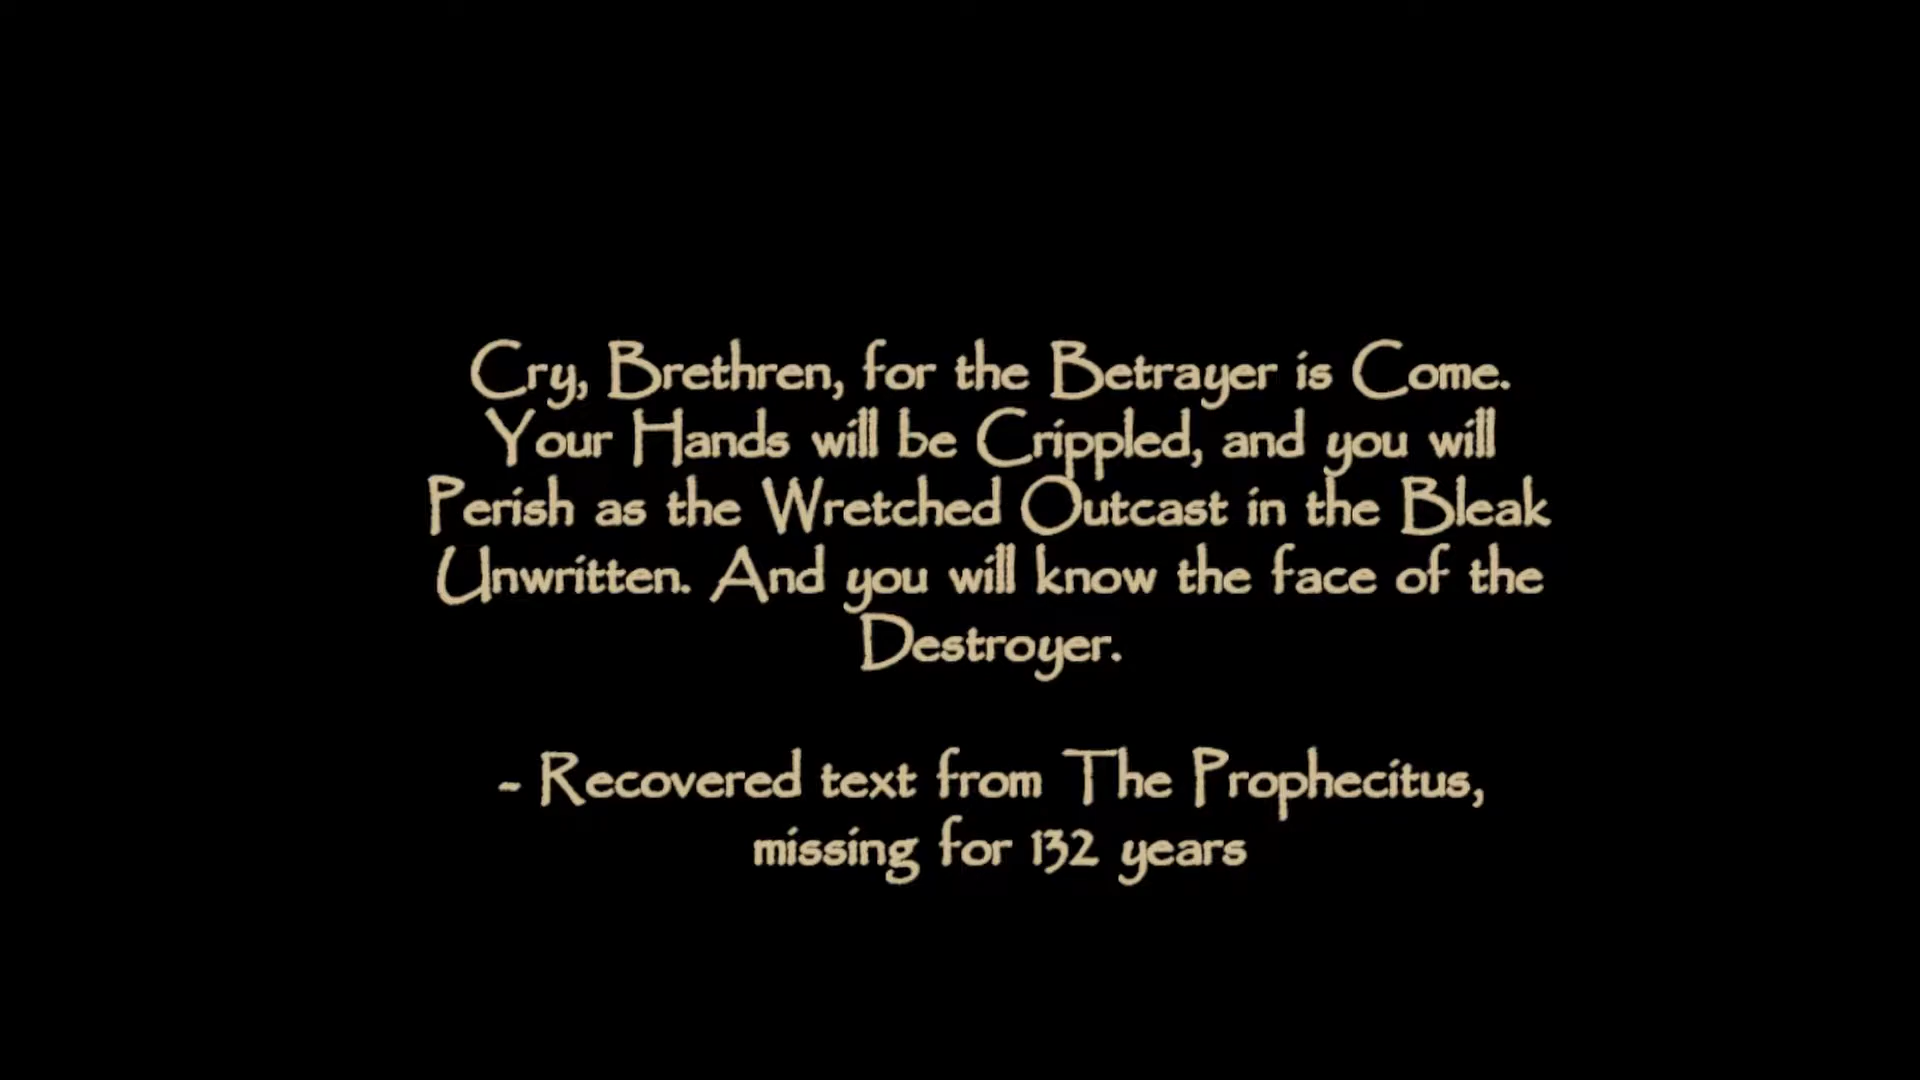 Cry, Brethren, for the Betrayer is Come.
Your Hands will be Crippled, and you will
Perish as the Wretched Outcast in the Bleak
Unwritten. And you will know the face of the
Destroyer.
- Recovered text from The Prophecitus,
missing for 132 years